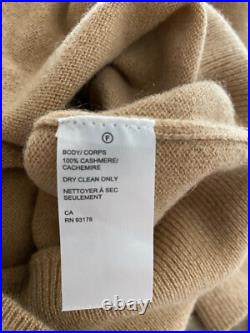 F
BODY/ CORPS
100% CASHMERE/
CACHEMIRE
DRY CLEAN ONLY
NETTOYER À SEC
SEULEMENT
CA
RN 93178